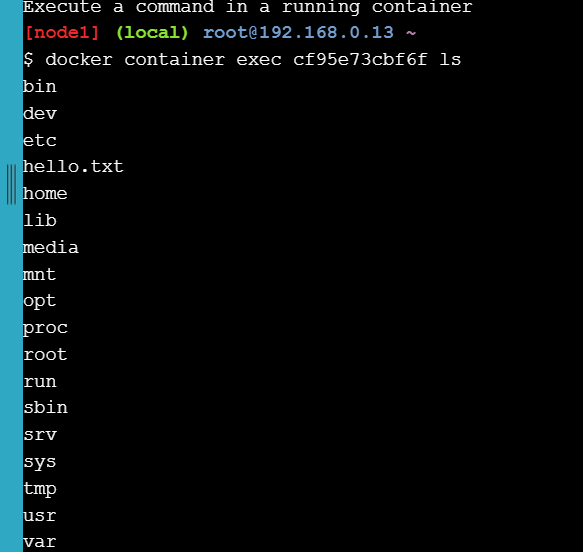 Execute a command in a running container
[node1] (local) root@192.168.0.13 ~
$ docker container exec cf95e73cbf6f ls
bin
dev
etc
hello.txt
home
lib
media
mnt
opt
proc
root
run
sbin
srv
sys
tmp
usr
var